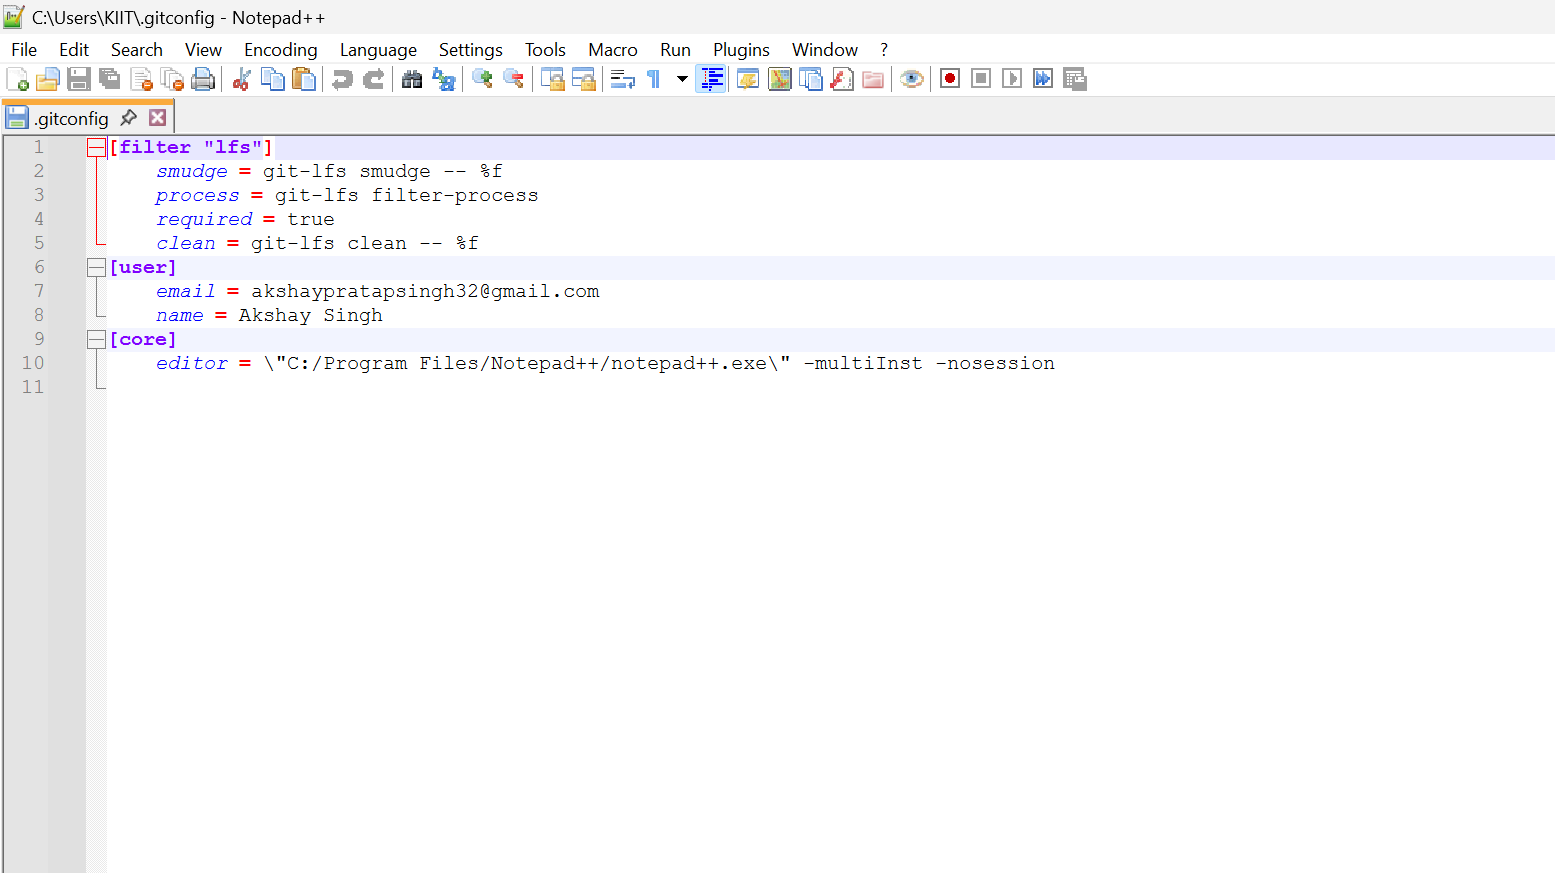 C:\Users\KIIT\.gitconfig - Notepad++
File Edit Search View Encoding Language Settings Tools Macro Run Plugins Window ?
.gitconfig
1 [filter "lfs"]
2 smudge = git-lfs smudge -- %f
3 process = git-lfs filter-process
4 required = true
5 clean = git-lfs clean -- %f
6 [user]
7 email = akshaypratapsingh32@gmail.com
8 name = Akshay Singh
9 [core]
10 editor = \"C:/Program Files/Notepad++/notepad++.exe\" -multiInst -nosession
11